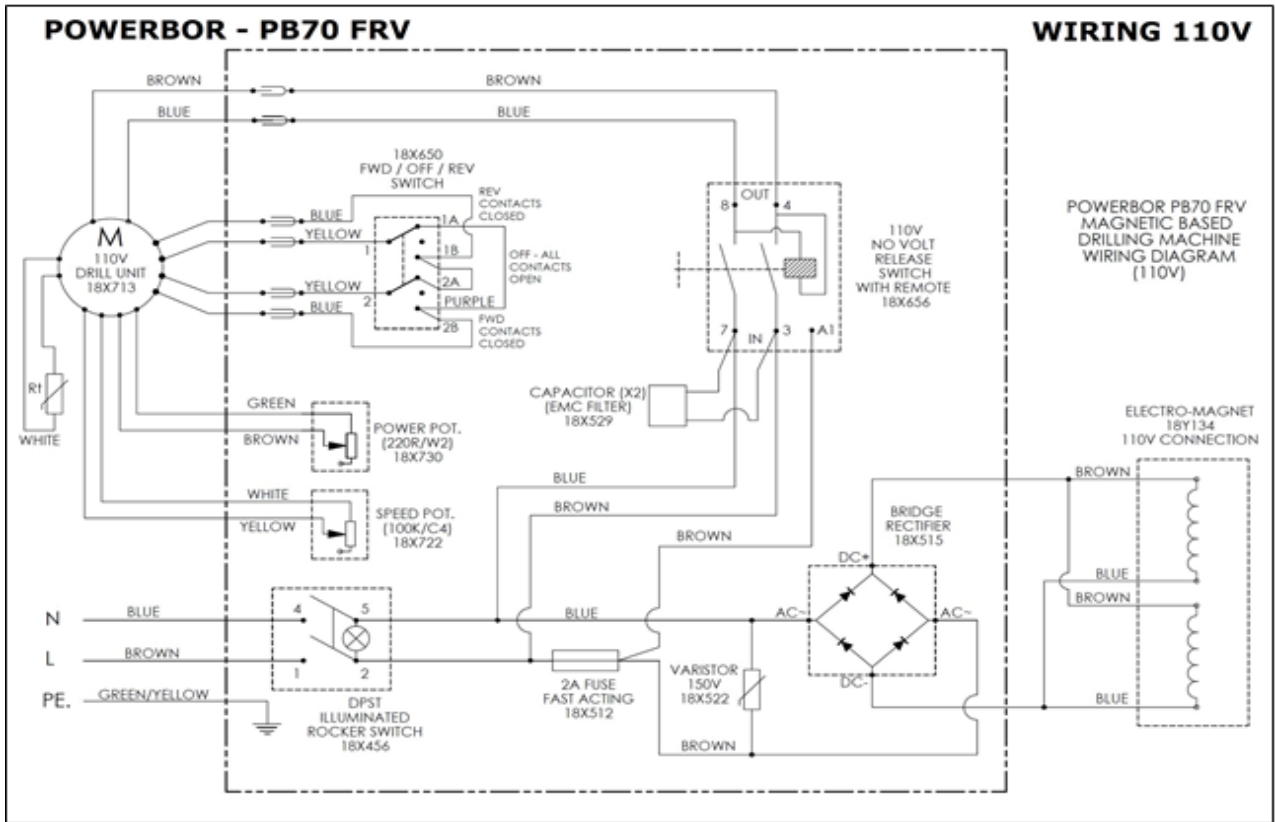 POWERBOR - PB70 FRV
WIRING 110V
BROWN
BROWN
BLUE
BLUE
18X650
FWD / OFF / REV
SWITCH
REV
CONTACTS
CLOSED
BLUE
YELLOW
1A
1
1B
OFF - ALL
CONTACTS
OPEN
2A
YELLOW
2
PURPLE
BLUE
2B
FWD
CONTACTS
CLOSED
M
110V
DRILL UNIT
18X713
OUT
8
4
110V
NO VOLT
RELEASE
SWITCH
WITH REMOTE
18X656
7
IN
3
A1
POWERBOR PB70 FRV
MAGNETIC BASED
DRILLING MACHINE
WIRING DIAGRAM
(110V)
Rt
WHITE
CAPACITOR (X2)
(EMC FILTER)
18X529
GREEN
BROWN
POWER POT.
(220R/W2)
18X730
WHITE
YELLOW
SPEED POT.
(100K/C4)
18X722
BLUE
BROWN
BROWN
BRIDGE
RECTIFIER
18X515
DC+
AC~
AC~
DC-
ELECTRO-MAGNET
18Y134
110V CONNECTION
BROWN
BLUE
BROWN
BLUE
N
BLUE
4
5
BLUE
L
BROWN
1
2
PE.
GREEN/YELLOW
DPST
ILLUMINATED
ROCKER SWITCH
18X456
2A FUSE
FAST ACTING
18X512
VARISTOR
150V
18X522
BROWN